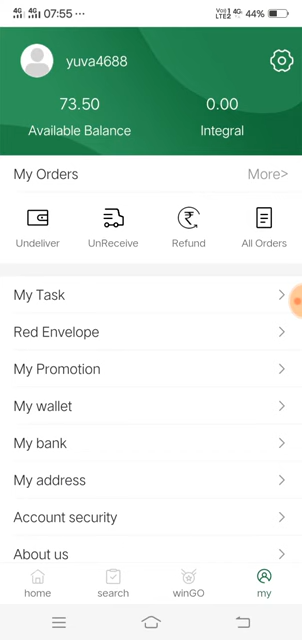 4G 4G 07:55 ··· 4G 44%
LTE2
yuva4688
73.50 0.00
Available Balance Integral
My Orders More>
Undeliver UnReceive Refund All Orders
My Task
Red Envelope
My Promotion
My wallet
My bank
My address
Account security
About us
home search winGO my